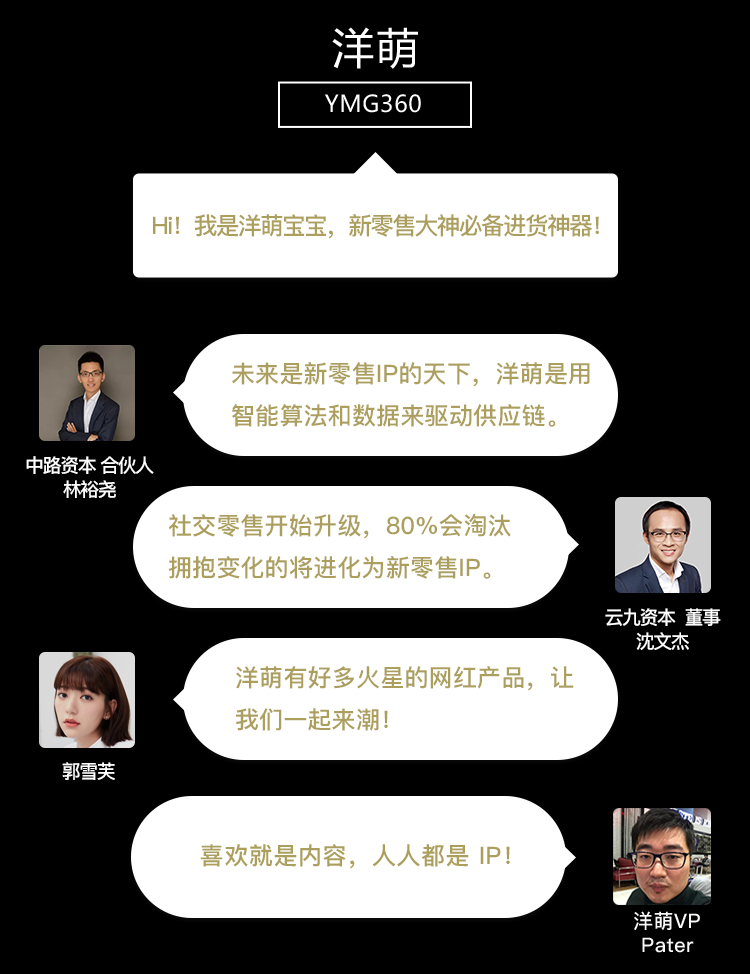 洋萌
YMG360
Hi！我是洋萌宝宝，新零售大神必备进货神器！
未来是新零售IP的天下，洋萌是用
智能算法和数据来驱动供应链。
中路资本 合伙人
林裕尧
社交零售开始升级，80%会淘汰
拥抱变化的将进化为新零售IP。
云九资本 董事
沈文杰
洋萌有好多火星的网红产品，让
我们一起来潮！
郭雪芙
喜欢就是内容，人人都是 IP！
洋萌VP
Pater